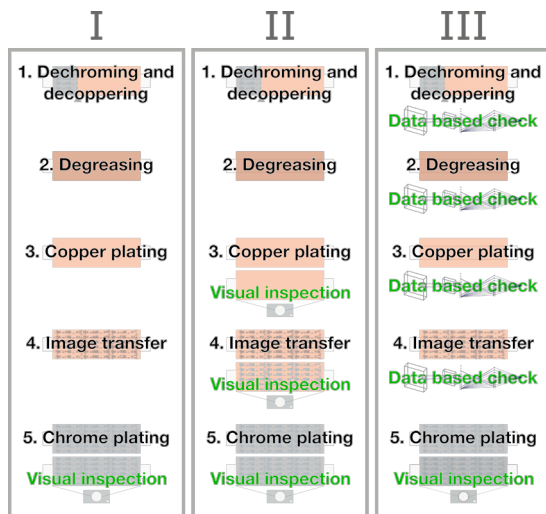 I
1. Dechroming and
decoppering
2. Degreasing
3. Copper plating
4. Image transfer
5. Chrome plating
Visual inspection
II
1. Dechroming and
decoppering
2. Degreasing
3. Copper plating
Visual inspection
4. Image transfer
Visual inspection
5. Chrome plating
Visual inspection
III
1. Dechroming and
decoppering
Data based check
2. Degreasing
Data based check
3. Copper plating
Data based check
4. Image transfer
Data based check
5. Chrome plating
Visual inspection